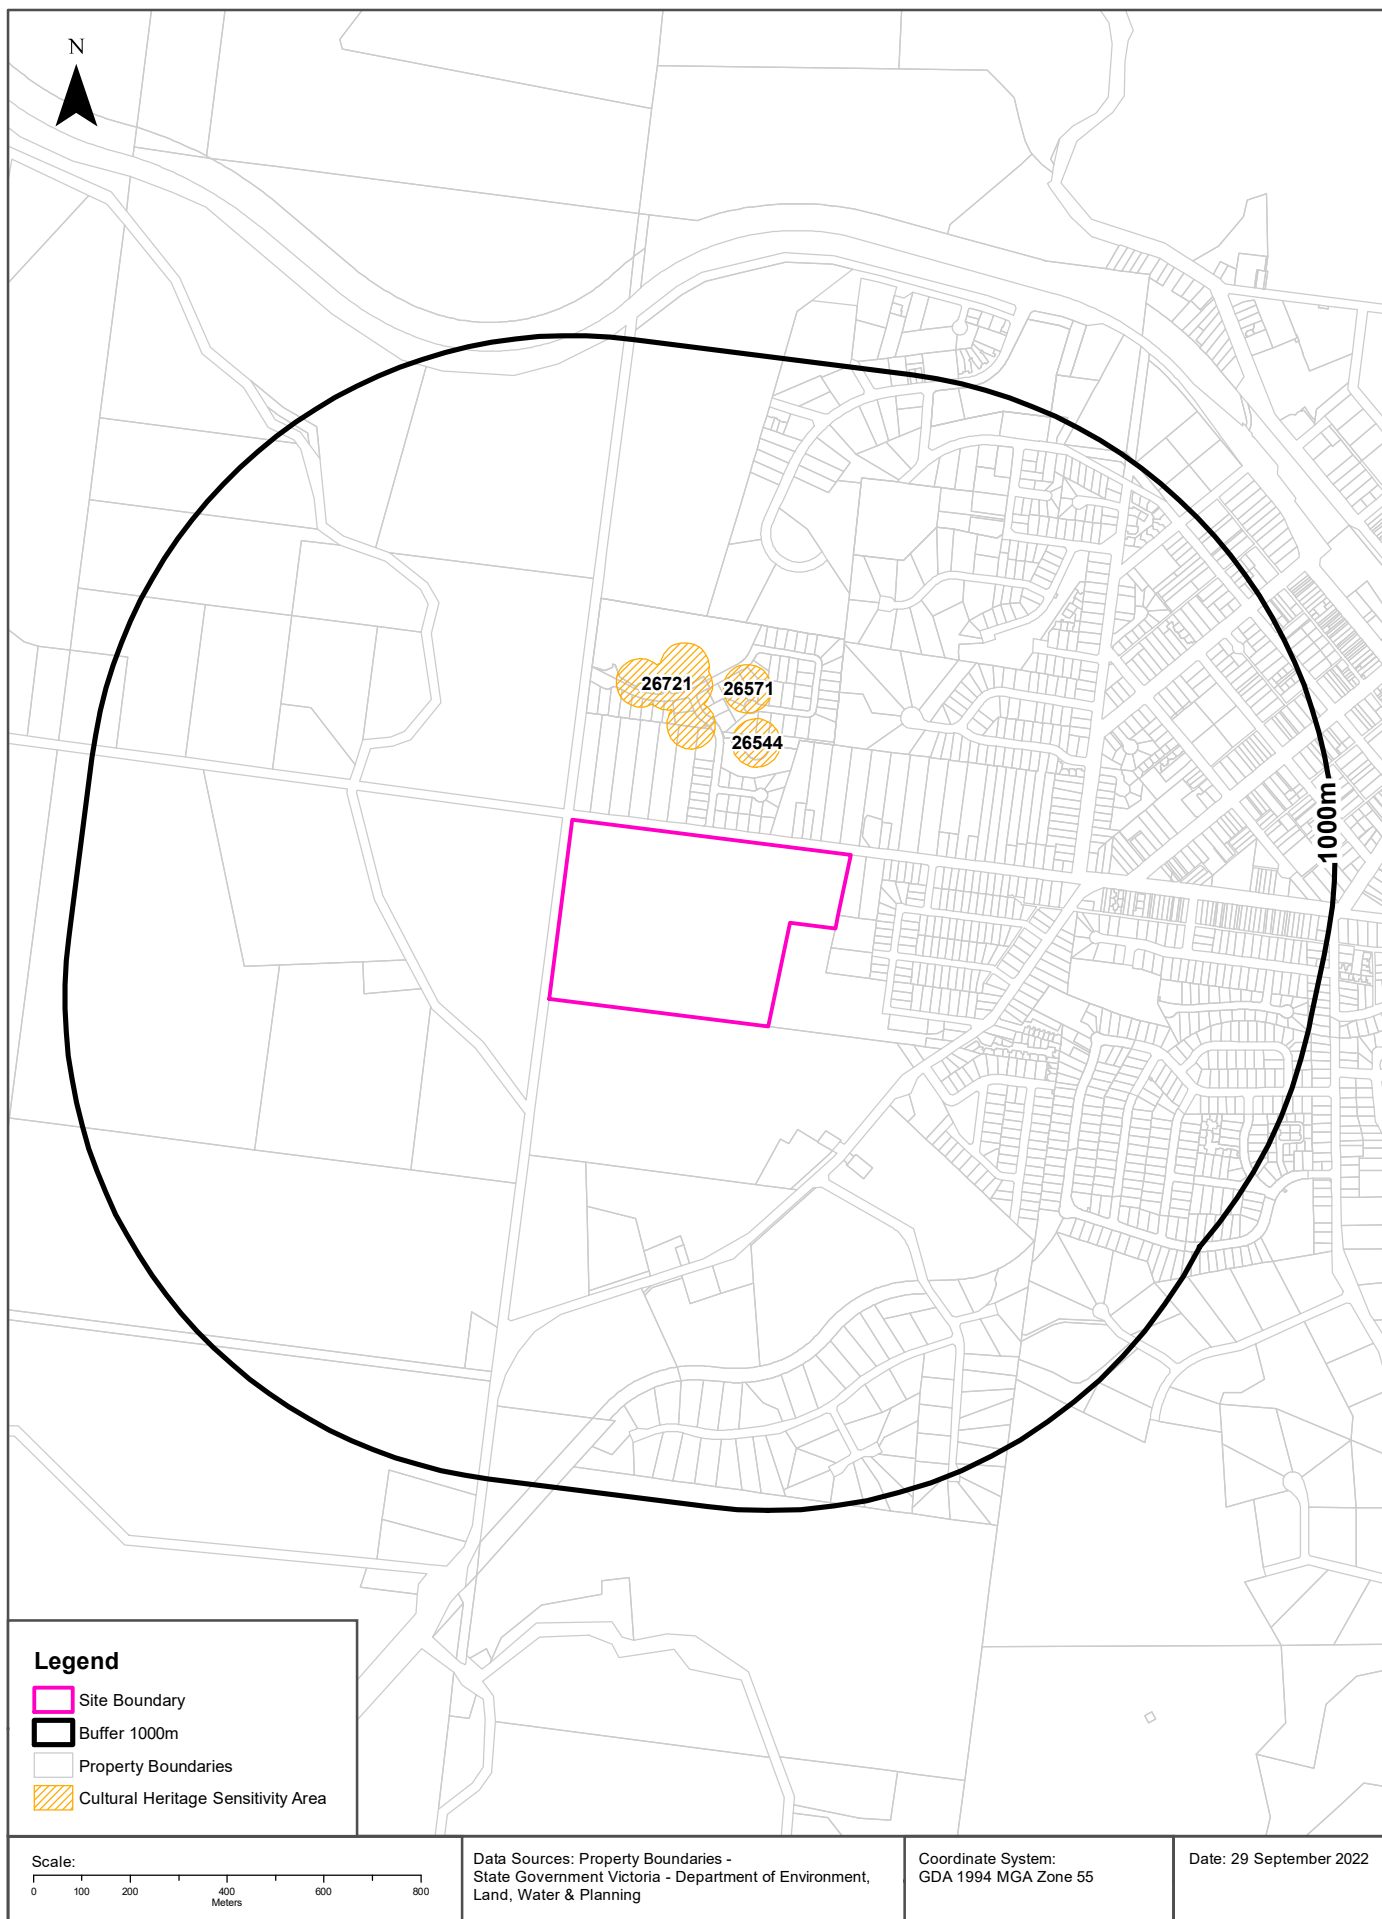 N
26721
26571
26544
1000m
Legend
Site Boundary
Buffer 1000m
Property Boundaries
Cultural Heritage Sensitivity Area
Scale:
0 100 200 400 600 800
Meters
Data Sources: Property Boundaries -
State Government Victoria - Department of Environment,
Land, Water & Planning
Coordinate System:
GDA 1994 MGA Zone 55
Date: 29 September 2022